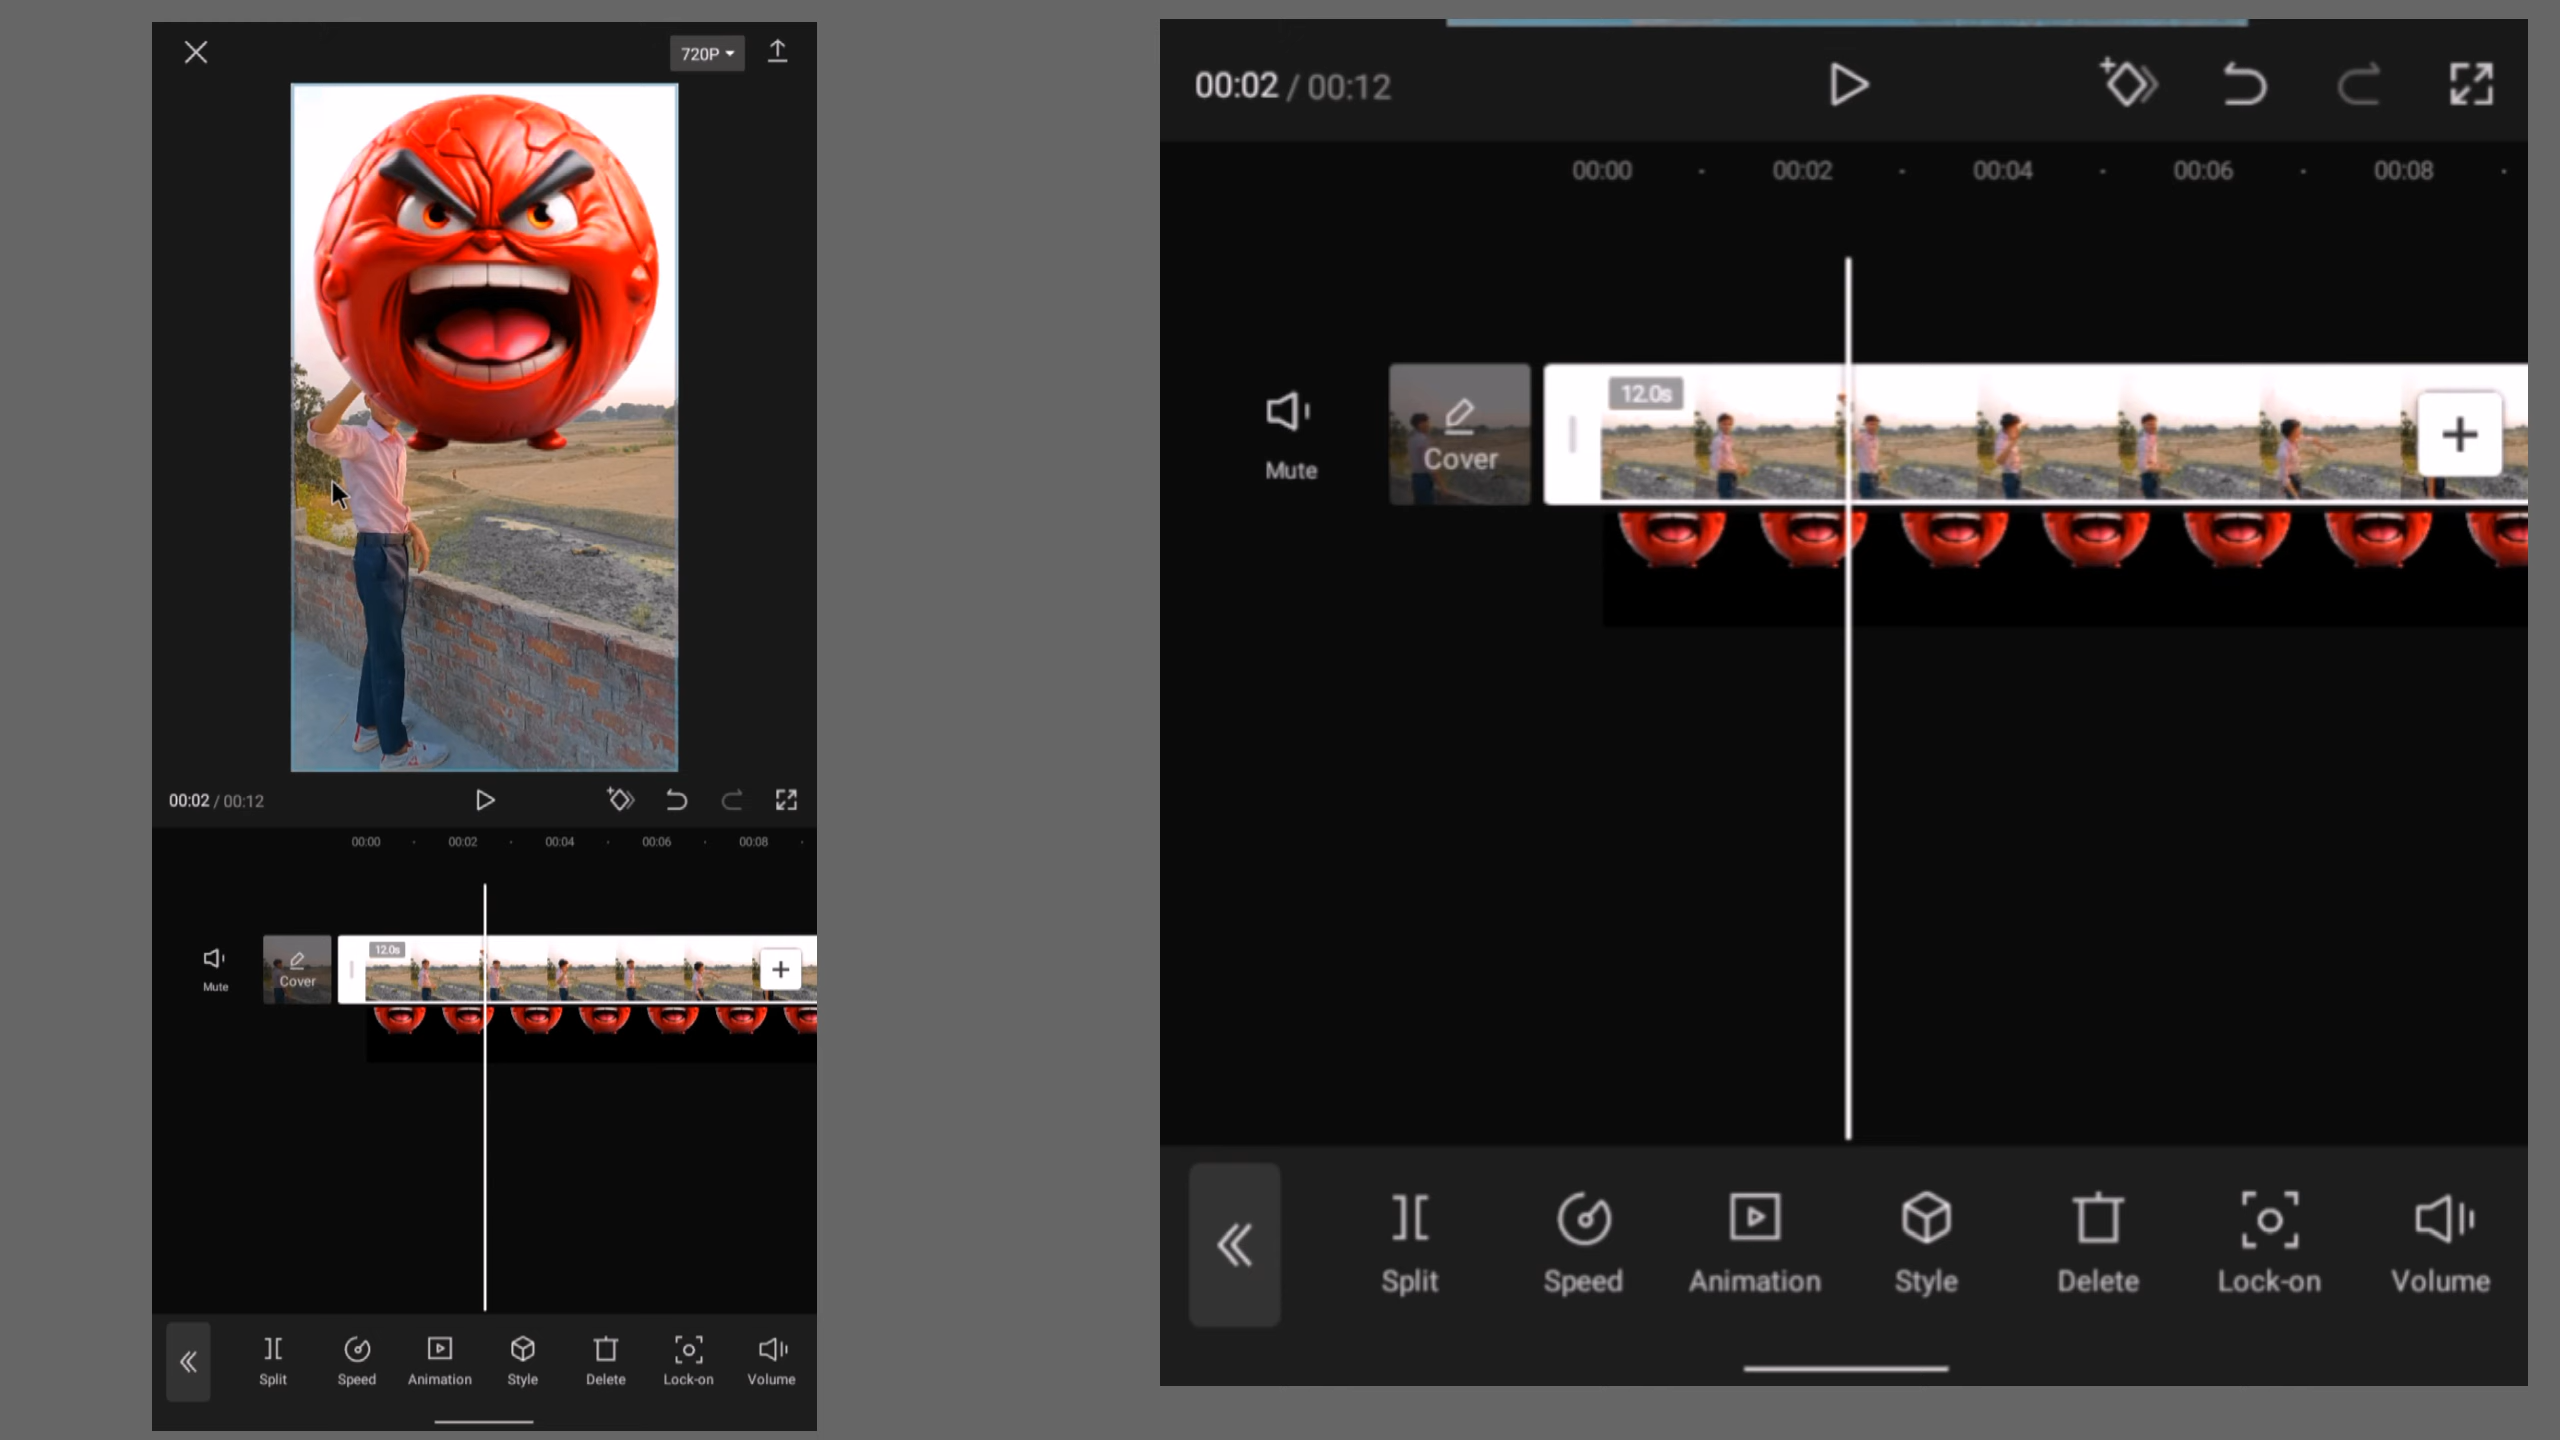 720P
00:02 / 00:12
00:00 00:02 00:04 00:06 00:08
12.0s
Mute
Cover
Split Speed Animation Style Delete Lock-on Volume
00:02 / 00:12
00:00 00:02 00:04 00:06 00:08
12.0s
Cover
Mute
Split Speed Animation Style Delete Lock-on Volume